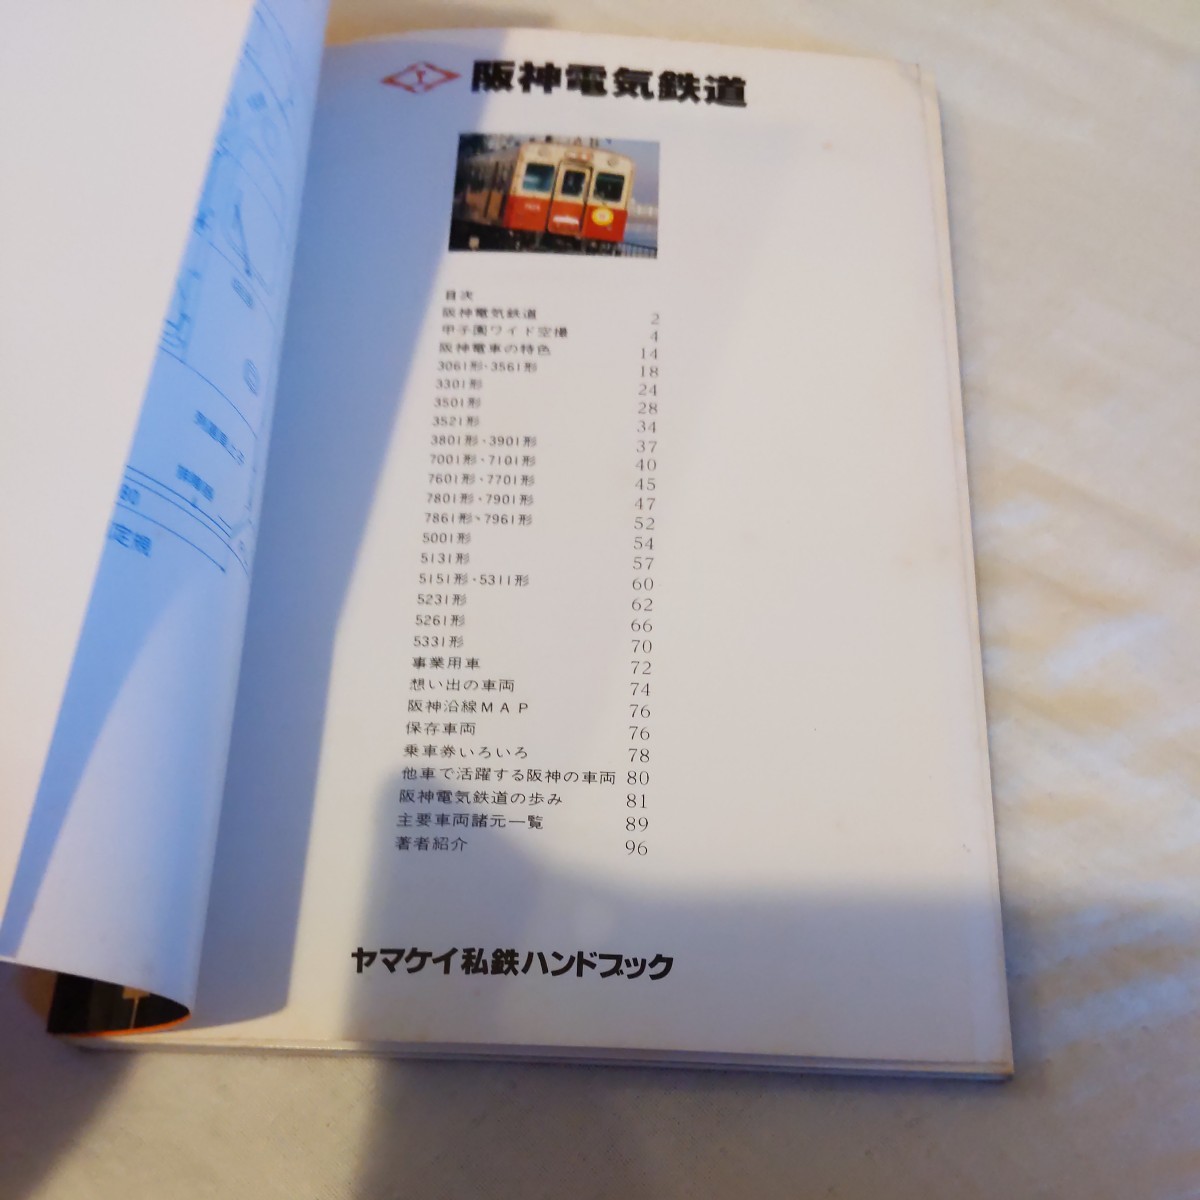 阪神電気鉄道
目次
阪神電気鉄道 2
甲子園ワイド空撮 4
阪神電車の特色 14
3061形・3561形 18
3301形 24
3501形 28
3521形 34
3801形・3901形 37
7001形・7101形 40
7601形・7701形 45
7801形・7901形 47
7861形・7961形 52
5001形 54
5131形 57
5151形・5311形 60
5231形 62
5261形 66
5331形 70
事業用車 72
想い出の車両 74
阪神沿線MAP 76
保存車両 76
乗車券いろいろ 78
他車で活躍する阪神の車両 80
阪神電気鉄道の歩み 81
主要車両諸元一覧 89
著者紹介 96
ヤマケイ私鉄ハンドブック
80
定規